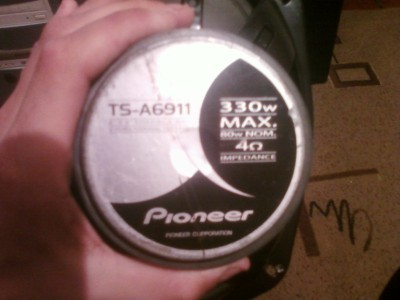 TS-A6911
330w
MAX.
80w NOM.
4Ω
IMPEDANCE
Pioneer
PIONEER CORPORATION